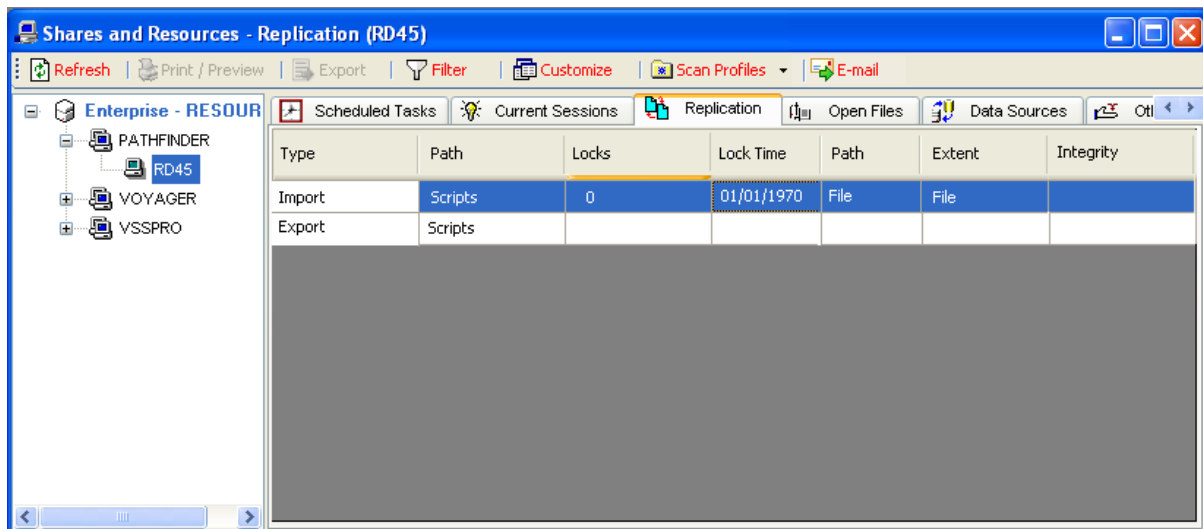 Shares and Resources - Replication (RD45)
Refresh | Print / Preview | Export | Filter | Customize | Scan Profiles | E-mail
Enterprise - RESOUR
PATHFINDER
RD45
VOYAGER
VSSPRO
Scheduled Tasks Current Sessions Replication Open Files Data Sources Otl
Type Path Locks Lock Time Path Extent Integrity
Import Scripts 0 01/01/1970 File File
Export Scripts